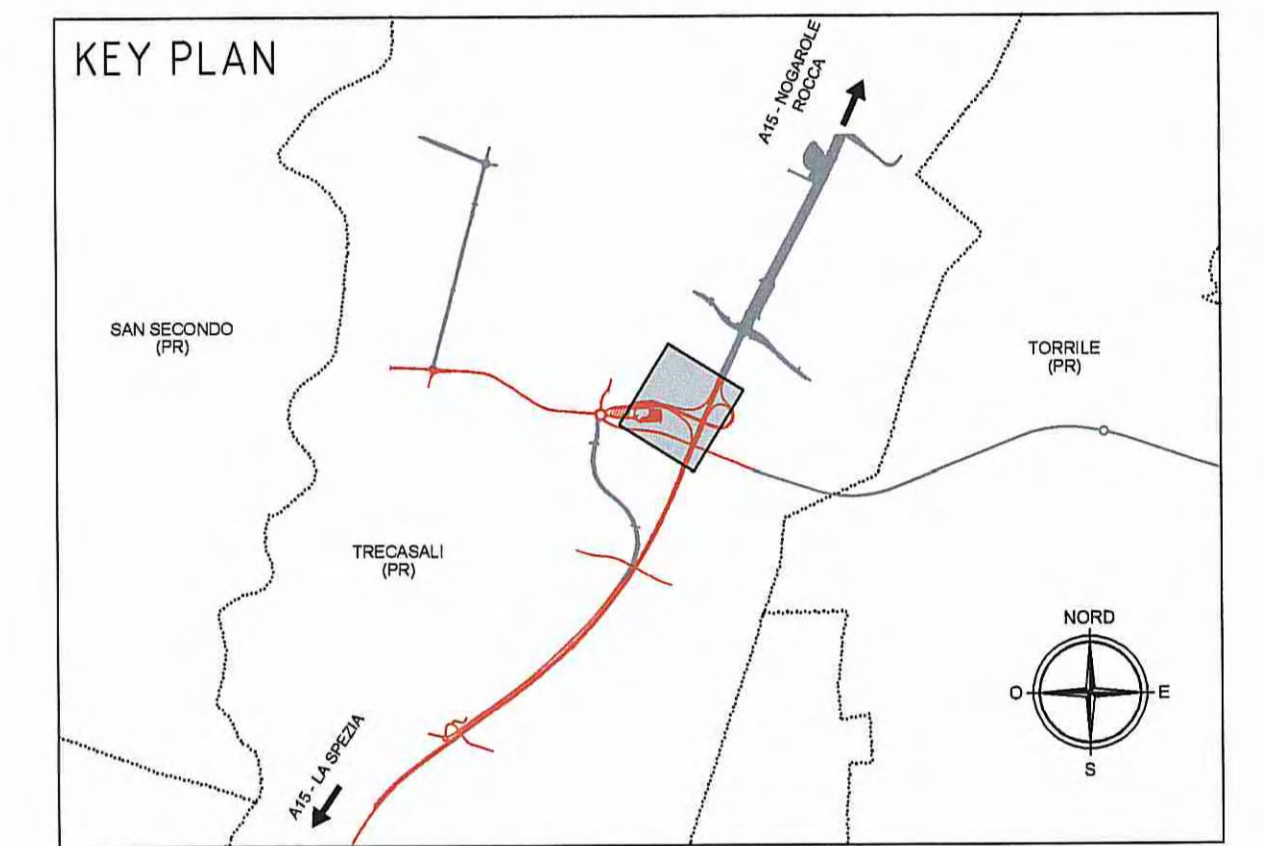 KEY PLAN
A15 - NOGAROLE
ROCCA
SAN SECONDO
(PR)
TORRILE
(PR)
TRECASALI
(PR)
NORD
O
E
S
A15 - LA SPEZIA